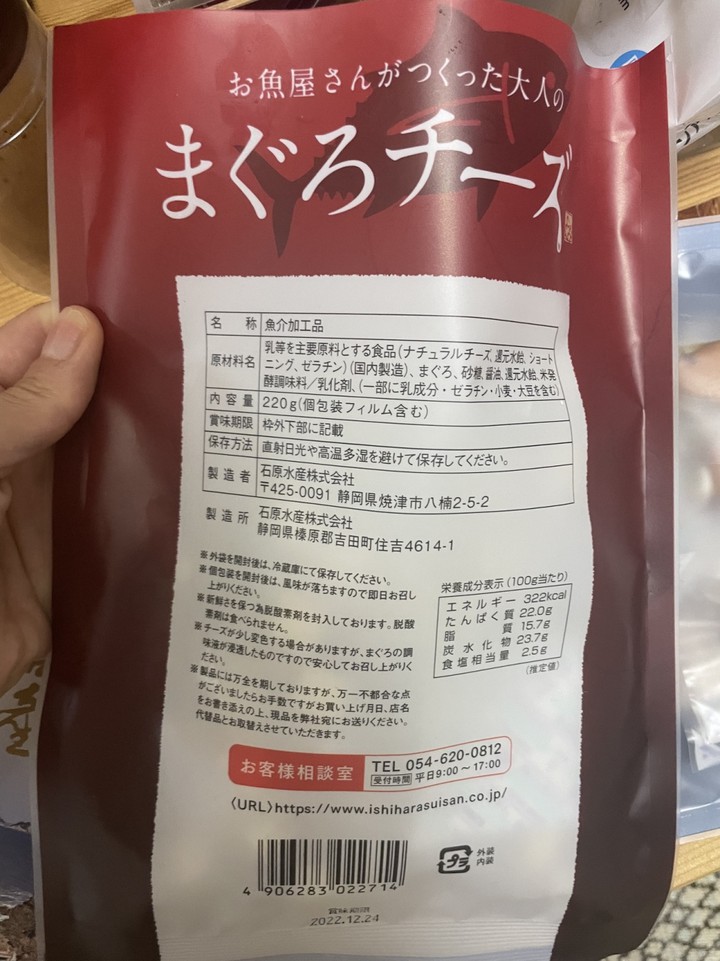 お魚屋さんがつくった大人の
まぐろチーズ
名称 魚介加工品
原材料名 乳等を主要原料とする食品(ナチュラルチーズ、還元水飴、ショート
ニング、ゼラチン)(国内製造)、まぐろ、砂糖、醤油、還元水飴、米発
酵調味料/乳化剤、(一部に乳成分・ゼラチン・小麦・大豆を含む)
内容量 220g(個包装フィルム含む)
賞味期限 枠外下部に記載
保存方法 直射日光や高温多湿を避けて保存してください。
製造者 石原水産株式会社
〒425-0091 静岡県焼津市八楠2-5-2
製造所 石原水産株式会社
静岡県榛原郡吉田町住吉4614-1
※外袋を開封後は、冷蔵庫にて保存してください。
※個包装を開封後は、風味が落ちますので即日お召し
上がりください。
※新鮮さを保つ為脱酸素剤を封入しております。脱酸
素剤は食べられません。
※チーズが少し変色する場合がありますが、まぐろの調
味液が浸透したものですので安心してお召し上がりく
ださい。
※製品には万全を期しておりますが、万一不都合な点
がございましたらお手数ですがお買い上げ月日、店名
をお書き添えの上、現品を弊社宛にお送りください。
代替品とお取替えさせていただきます。
栄養成分表示(100g当たり)
エネルギー 322kcal
たんぱく質 22.0g
脂質 15.7g
炭水化物 23.7g
食塩相当量 2.5g
(推定値)
お客様相談室 TEL 054-620-0812
受付時間 平日9:00~17:00
〈URL〉https://www.ishiharasuisan.co.jp/
4 906283 022714
プラ 外装
内装
賞味期限
2022.12.24